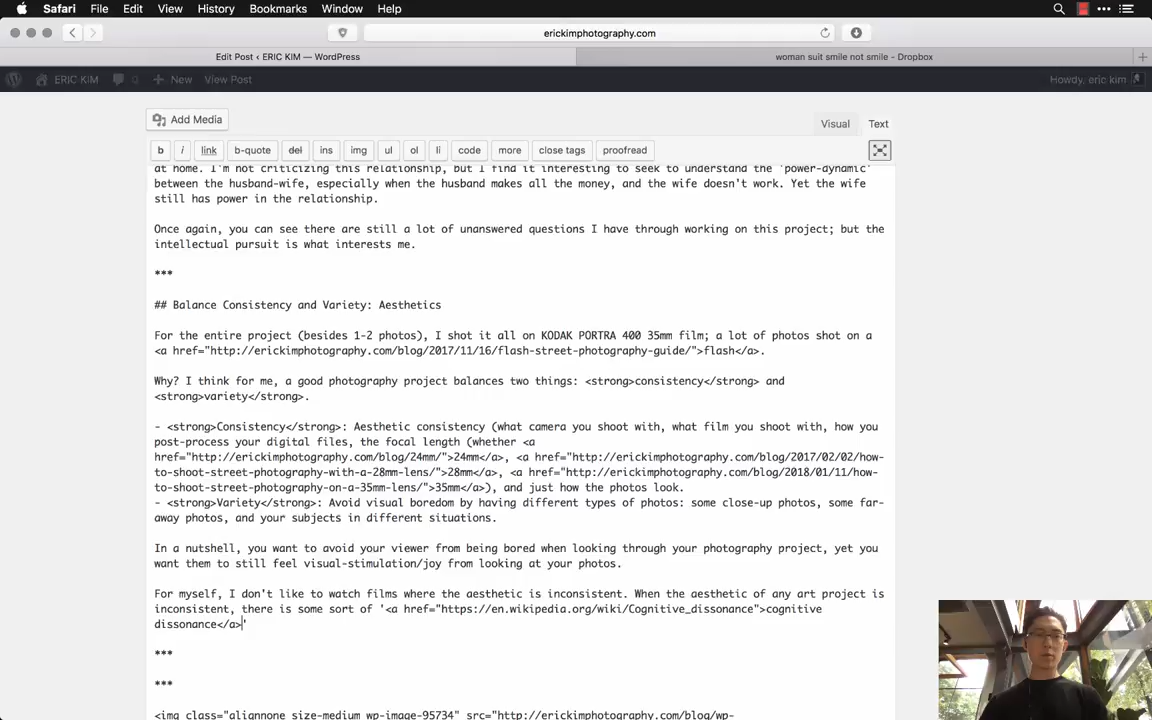 Safari File Edit View History Bookmarks Window Help
erickimphotography.com
Edit Post ‹ ERIC KIM — WordPress
woman suit smile not smile - Dropbox
ERIC KIM 0 New View Post
Howdy, eric kim
Add Media
Visual Text
b i link b-quote del ins img ul ol li code more close tags proofread
at home. I'm not criticizing this relationship, but I find it interesting to seek to understand the 'power-dynamic'
between the husband-wife, especially when the husband makes all the money, and the wife doesn't work. Yet the wife
still has power in the relationship.
Once again, you can see there are still a lot of unanswered questions I have through working on this project; but the
intellectual pursuit is what interests me.
***
## Balance Consistency and Variety: Aesthetics
For the entire project (besides 1-2 photos), I shot it all on KODAK PORTRA 400 35mm film; a lot of photos shot on a
<a href="http://erickimphotography.com/blog/2017/11/16/flash-street-photography-guide/">flash</a>.
Why? I think for me, a good photography project balances two things: <strong>consistency</strong> and
<strong>variety</strong>.
- <strong>Consistency</strong>: Aesthetic consistency (what camera you shoot with, what film you shoot with, how you
post-process your digital files, the focal length (whether <a
href="http://erickimphotography.com/blog/24mm/">24mm</a>, <a href="http://erickimphotography.com/blog/2017/02/02/how-
to-shoot-street-photography-with-a-28mm-lens/">28mm</a>, <a href="http://erickimphotography.com/blog/2018/01/11/how-
to-shoot-street-photography-on-a-35mm-lens/">35mm</a>), and just how the photos look.
- <strong>Variety</strong>: Avoid visual boredom by having different types of photos: some close-up photos, some far-
away photos, and your subjects in different situations.
In a nutshell, you want to avoid your viewer from being bored when looking through your photography project, yet you
want them to still feel visual-stimulation/joy from looking at your photos.
For myself, I don't like to watch films where the aesthetic is inconsistent. When the aesthetic of any art project is
inconsistent, there is some sort of '<a href="https://en.wikipedia.org/wiki/Cognitive_dissonance">cognitive
dissonance</a>'
***
***
<img class="alignnone size-medium wp-image-95734" src="http://erickimphotography.com/blog/wp-